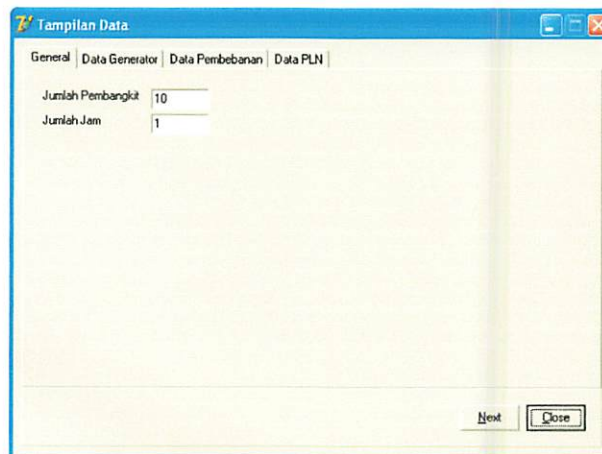 Tampilan Data
General Data Generator Data Pembebanan Data PLN
Jumlah Pembangkit 10
Jumlah Jam 1
Next Close